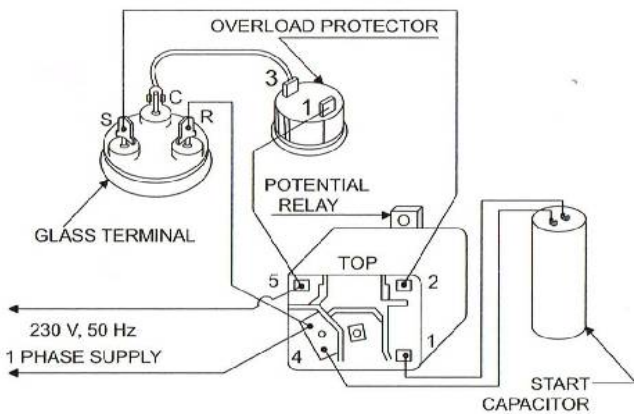 OVERLOAD PROTECTOR
3
C
1
S
R
POTENTIAL
RELAY
GLASS TERMINAL
TOP
5
2
230 V, 50 Hz
1 PHASE SUPPLY
4
1
START
CAPACITOR